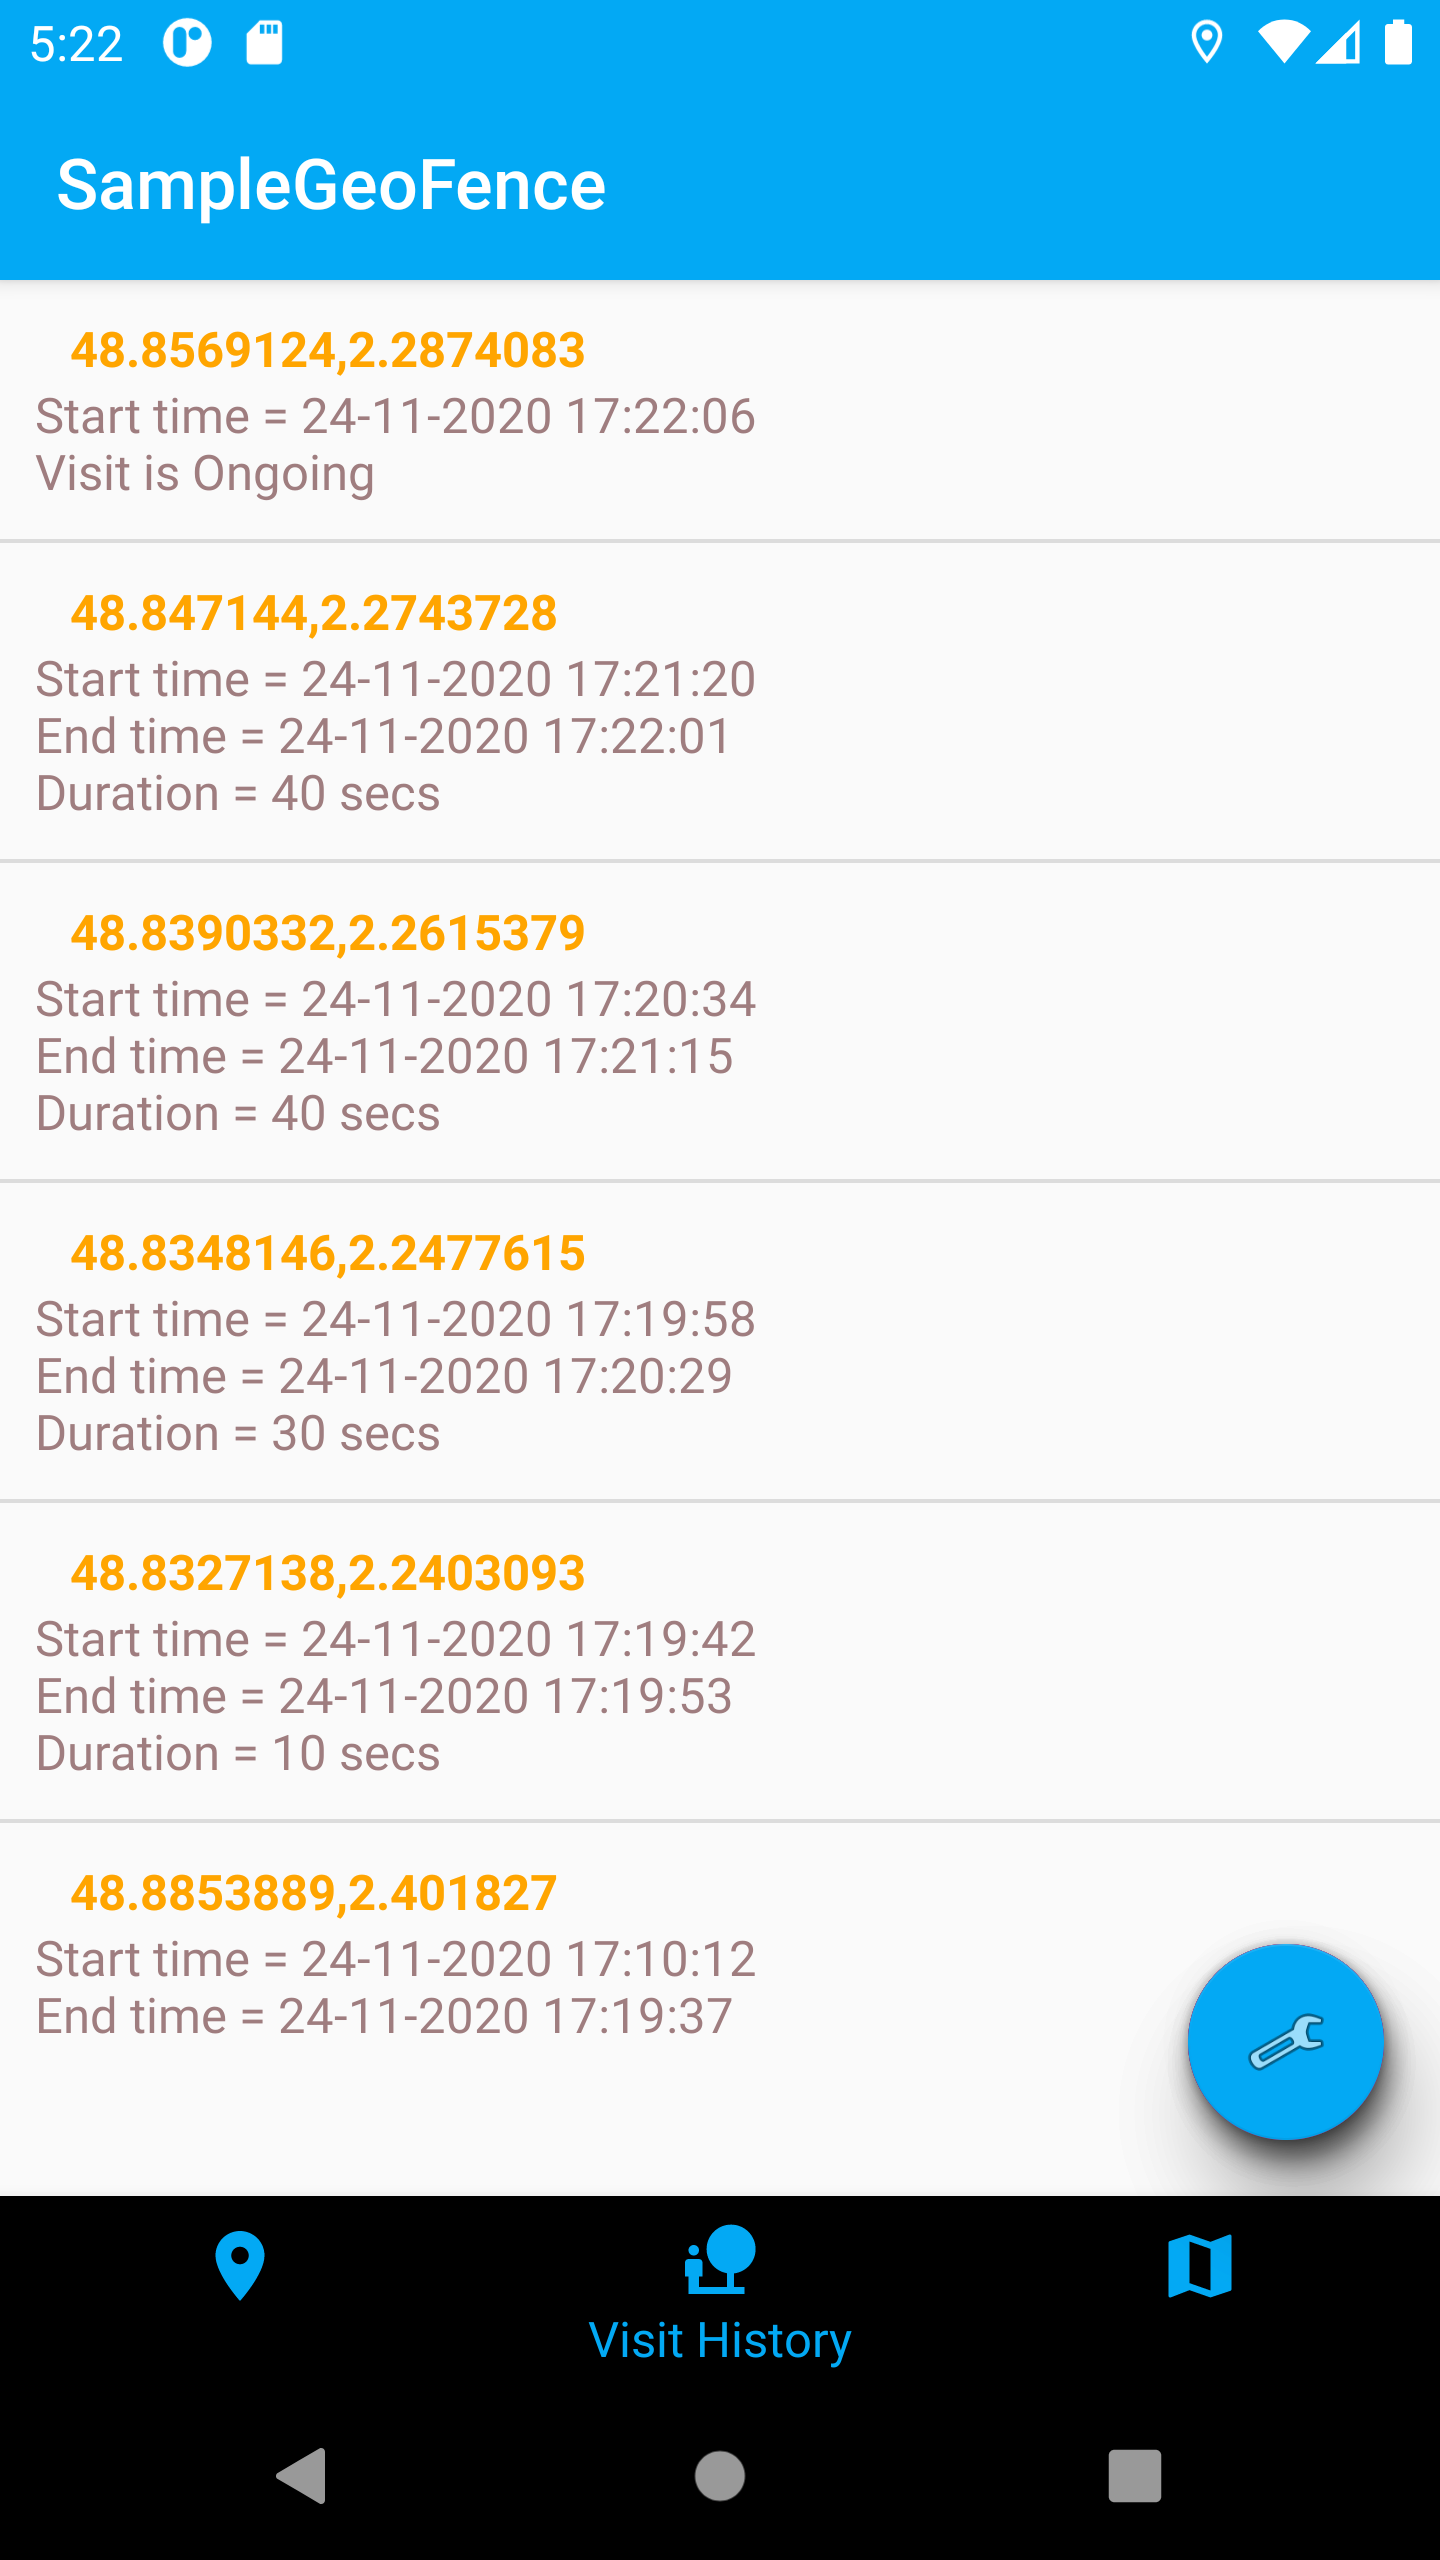 5:22
SampleGeoFence
48.8569124,2.2874083
Start time = 24-11-2020 17:22:06
Visit is Ongoing
48.847144,2.2743728
Start time = 24-11-2020 17:21:20
End time = 24-11-2020 17:22:01
Duration = 40 secs
48.8390332,2.2615379
Start time = 24-11-2020 17:20:34
End time = 24-11-2020 17:21:15
Duration = 40 secs
48.8348146,2.2477615
Start time = 24-11-2020 17:19:58
End time = 24-11-2020 17:20:29
Duration = 30 secs
48.8327138,2.2403093
Start time = 24-11-2020 17:19:42
End time = 24-11-2020 17:19:53
Duration = 10 secs
48.8853889,2.401827
Start time = 24-11-2020 17:10:12
End time = 24-11-2020 17:19:37
Visit History